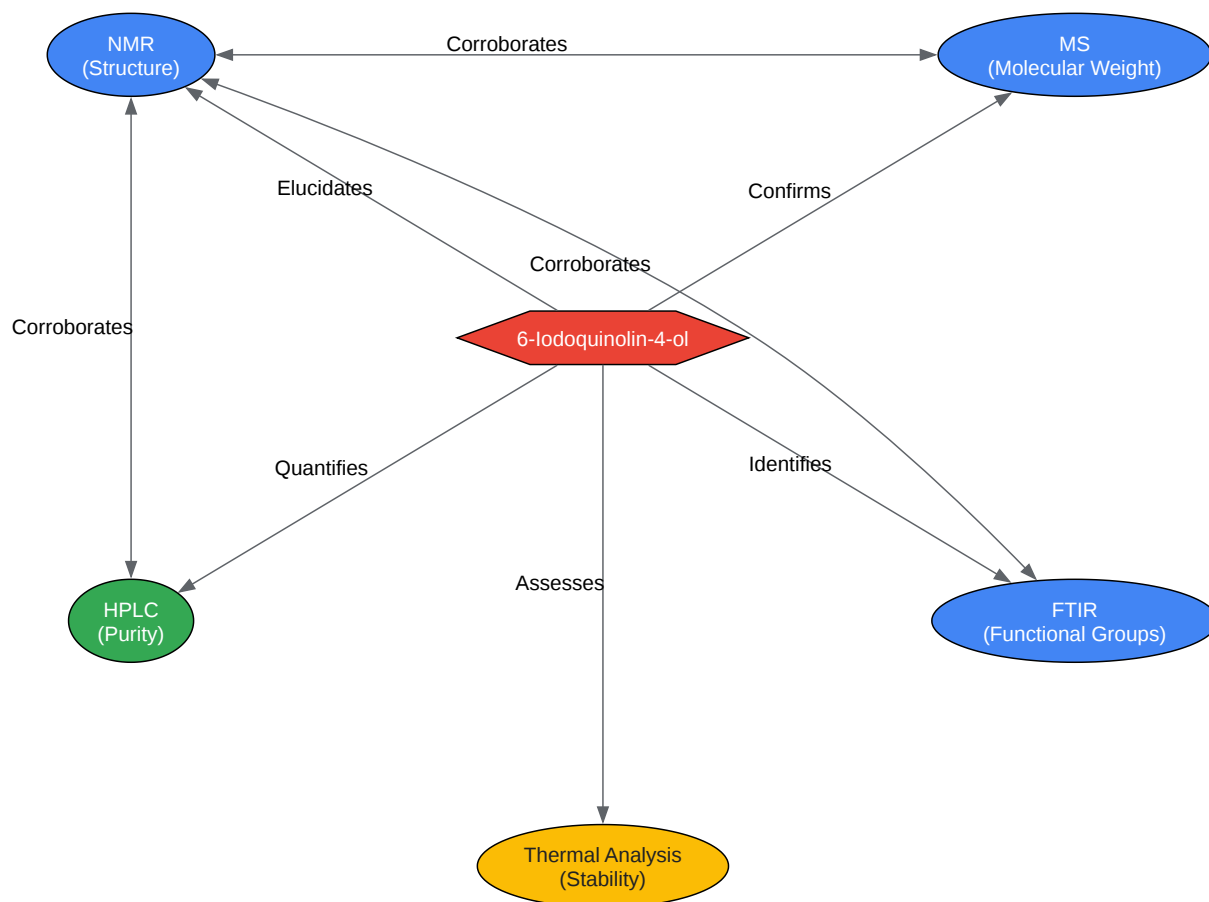 NMR
(Structure)
Corroborates
MS
(Molecular Weight)
Elucidates
Confirms
Corroborates
Corroborates
6-Iodoquinolin-4-ol
Quantifies
Identifies
Assesses
HPLC
(Purity)
FTIR
(Functional Groups)
Thermal Analysis
(Stability)